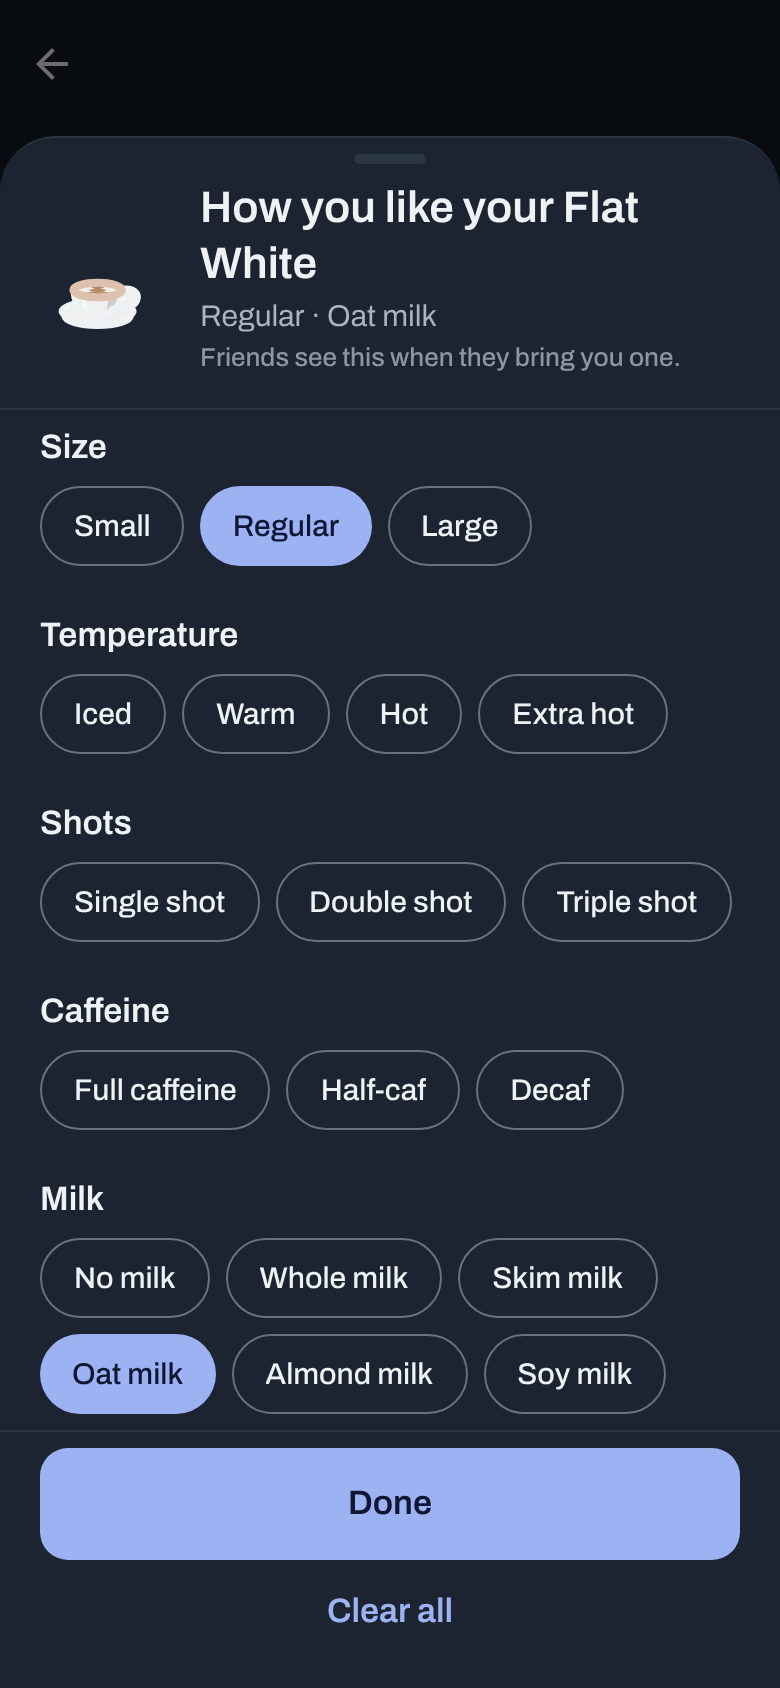 How you like your Flat
White
Regular · Oat milk
Friends see this when they bring you one.
Size
Small Regular Large
Temperature
Iced Warm Hot Extra hot
Shots
Single shot Double shot Triple shot
Caffeine
Full caffeine Half-caf Decaf
Milk
No milk Whole milk Skim milk
Oat milk Almond milk Soy milk
Done
Clear all